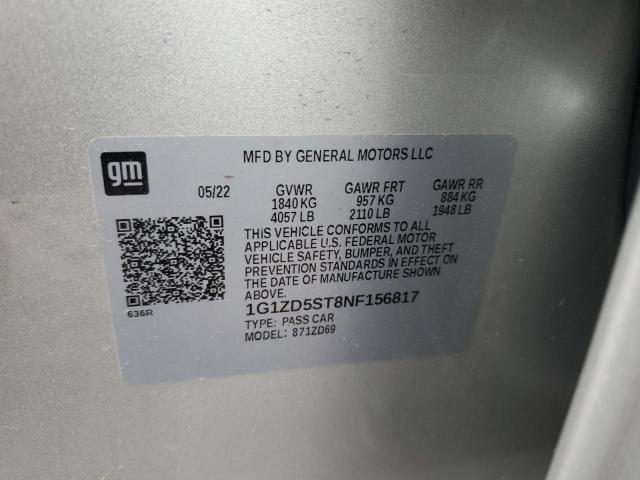 gm
MFD BY GENERAL MOTORS LLC
05/22 GVWR GAWR FRT GAWR RR
1840 KG 957 KG 884 KG
4057 LB 2110 LB 1948 LB
THIS VEHICLE CONFORMS TO ALL
APPLICABLE U.S. FEDERAL MOTOR
VEHICLE SAFETY, BUMPER, AND THEFT
PREVENTION STANDARDS IN EFFECT ON
THE DATE OF MANUFACTURE SHOWN
ABOVE.
1G1ZD5ST8NF156817
TYPE: PASS CAR
MODEL: 871ZD69
636R